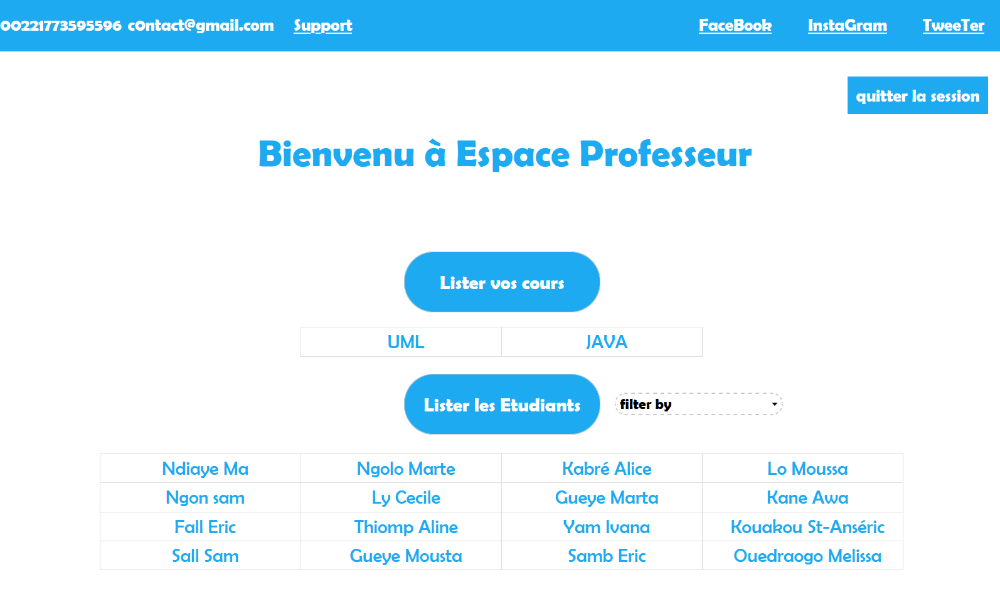 00221773595596 c0ntact@gmail.com Support FaceBook InstaGram TweeTer
quitter la session
Bienvenu à Espace Professeur
Lister vos cours
UML JAVA
Lister les Etudiants filter by
Ndiaye Ma Ngolo Marte Kabré Alice Lo Moussa
Ngon sam Ly Cecile Gueye Marta Kane Awa
Fall Eric Thiomp Aline Yam Ivana Kouakou St-Anséric
Sall Sam Gueye Mousta Samb Eric Ouedraogo Melissa